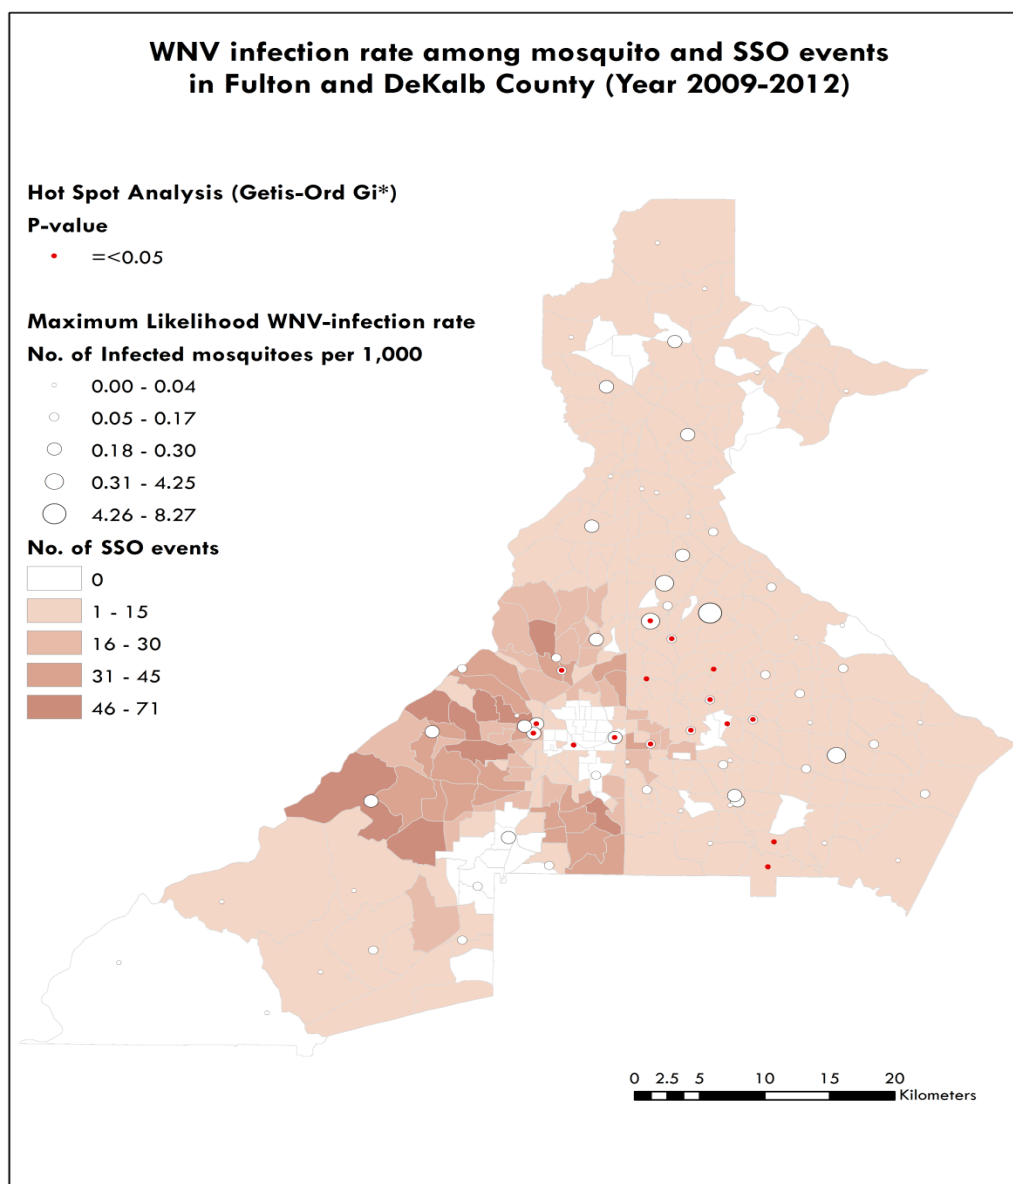 WNV infection rate among mosquito and SSO events
in Fulton and DeKalb County (Year 2009-2012)
Hot Spot Analysis (Getis-Ord Gi*)
P-value
=<0.05
Maximum Likelihood WNV-infection rate
No. of Infected mosquitoes per 1,000
0.00 - 0.04
0.05 - 0.17
0.18 - 0.30
0.31 - 4.25
4.26 - 8.27
No. of SSO events
0
1 - 15
16 - 30
31 - 45
46 - 71
0 2.5 5 10 15 20
Kilometers